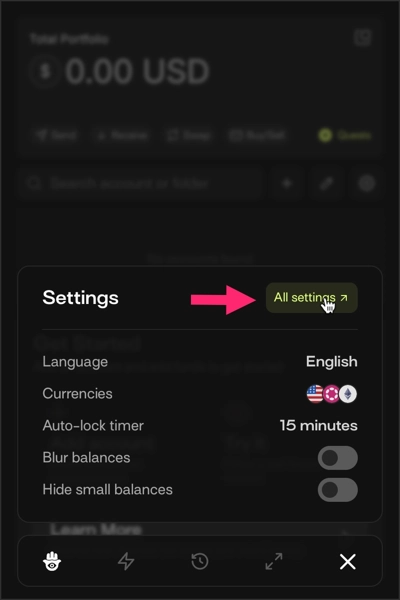 Total Portfolio
$ 0.00 USD
Send Receive Swap Buy/Sell Quests
Search account or folder
Settings
All settings ↗
Get Started
Language English
Currencies
Auto-lock timer 15 minutes
Blur balances
Hide small balances
Learn More